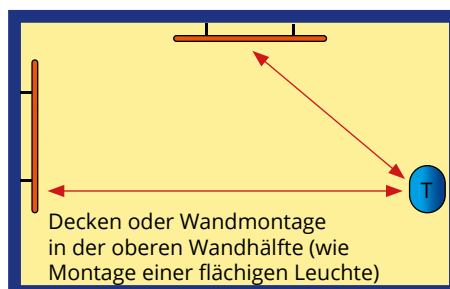 T
Decken oder Wandmontage
in der oberen Wandhälfte (wie
Montage einer flächigen Leuchte)